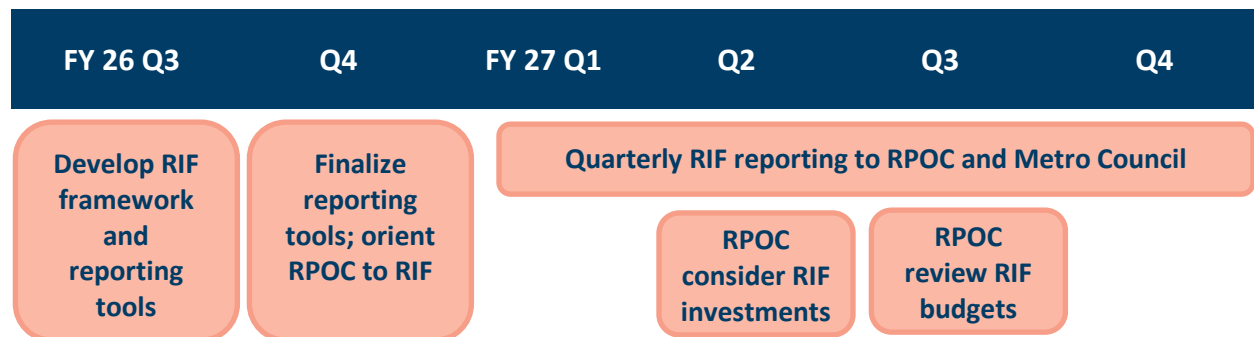 FY 26 Q3 Q4 FY 27 Q1 Q2 Q3 Q4
Develop RIF
framework
and
reporting
tools
Finalize
reporting
tools; orient
RPOC to RIF
Quarterly RIF reporting to RPOC and Metro Council
RPOC
consider RIF
investments
RPOC
review RIF
budgets